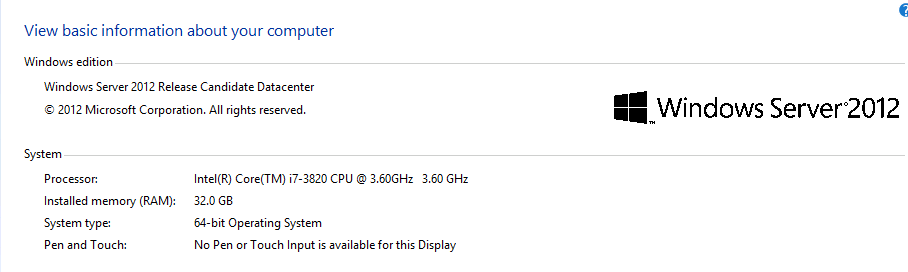 View basic information about your computer
Windows edition
Windows Server 2012 Release Candidate Datacenter
© 2012 Microsoft Corporation. All rights reserved.
™ Windows Server®2012
System
Processor: Intel(R) Core(TM) i7-3820 CPU @ 3.60GHz 3.60 GHz
Installed memory (RAM): 32.0 GB
System type: 64-bit Operating System
Pen and Touch: No Pen or Touch Input is available for this Display